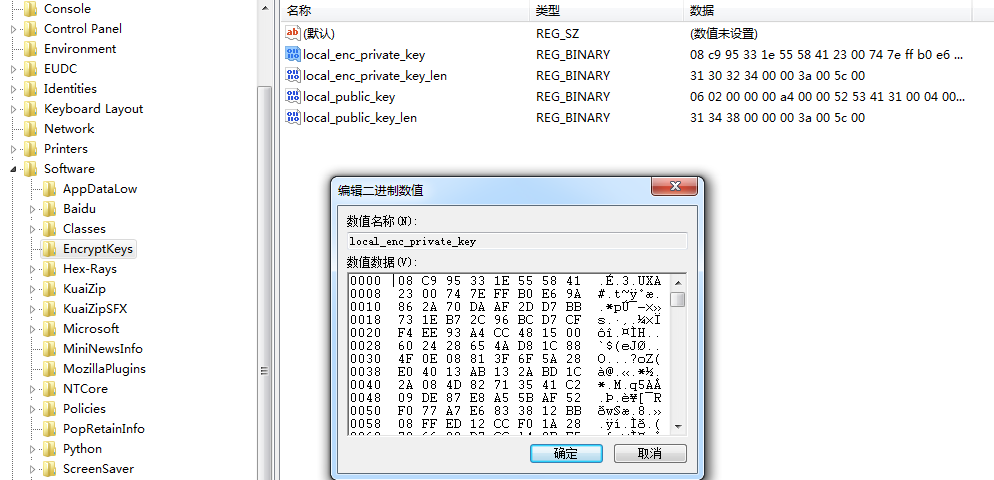 Console
Control Panel
Environment
EUDC
Identities
Keyboard Layout
Network
Printers
Software
AppDataLow
Baidu
Classes
EncryptKeys
Hex-Rays
KuaiZip
KuaiZipSFX
Microsoft
MiniNewsInfo
MozillaPlugins
NTCore
Policies
PopRetainInfo
Python
ScreenSaver
名称 类型 数据
(默认) REG_SZ (数值未设置)
local_enc_private_key REG_BINARY 08 c9 95 33 1e 55 58 41 23 00 74 7e ff b0 e6 ...
local_enc_private_key_len REG_BINARY 31 30 32 34 00 00 3a 00 5c 00
local_public_key REG_BINARY 06 02 00 00 00 a4 00 00 52 53 41 31 00 04 00...
local_public_key_len REG_BINARY 31 34 38 00 00 00 3a 00 5c 00
编辑二进制数值
数值名称(N):
local_enc_private_key
数值数据(V):
0000 08 C9 95 33 1E 55 58 41 .É.3.UXA
0008 23 00 74 7E FF B0 E6 9A #.t~ÿ°æ.
0010 86 2A 70 DA AF 2D D7 BB .*pÚ¯-×»
0018 73 1E B7 2C 96 BC D7 CF s.·,.¼×Ï
0020 F4 EE 93 A4 CC 48 15 00 ôî.¤ÌH..
0028 60 24 28 65 4A D8 1C 88 `$(eJØ..
0030 4F 0E 08 81 3F 6F 5A 28 O...?oZ(
0038 E0 40 13 AB 13 2A BD 1C à@.«.*½.
0040 2A 08 4D 82 71 35 41 C2 *.M.q5AÂ
0048 09 DE 87 E8 A5 5B AF 52 .Þ.è¥[¯R
0050 F0 77 A7 E6 83 38 12 BB ðw§æ.8.»
0058 08 FF ED 12 CC F0 1A 28 .ÿí.Ìð.(
确定 取消